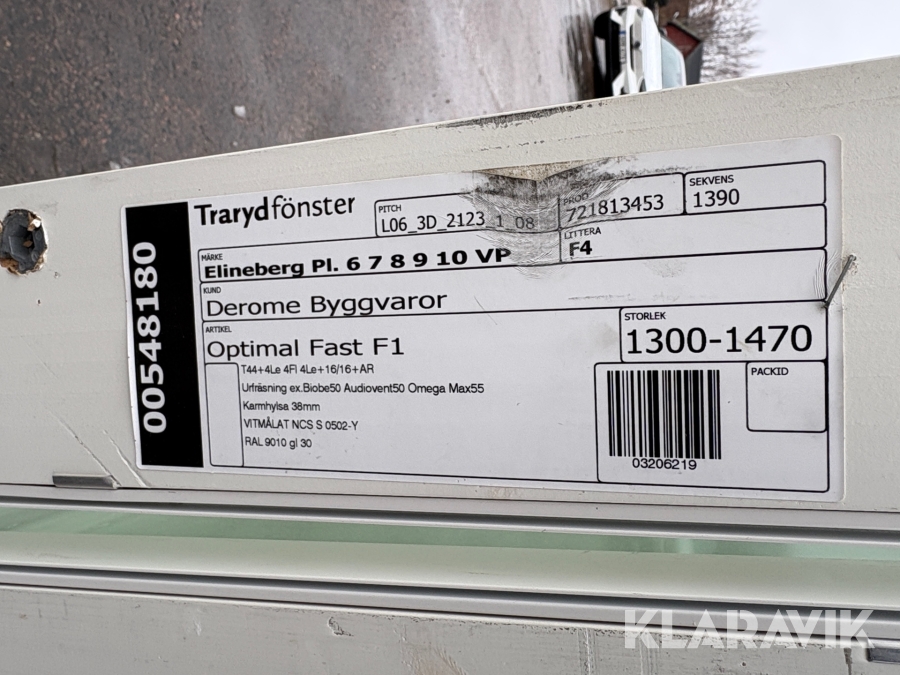 00548180
Trarydfönster
PITCH
L06_3D_2123_1_08
PROD
721813453
SEKVENS
1390
MÄRKE
Elineberg Pl. 6 7 8 9 10 VP
LITTERA
F4
KUND
Derome Byggvaror
ARTIKEL
Optimal Fast F1
STORLEK
1300-1470
T44+4Le 4Fl 4Le+16/16+AR
Urfräsning ex.Biobe50 Audiovent50 Omega Max55
Karmhylsa 38mm
VITMÅLAT NCS S 0502-Y
RAL 9010 gl 30
PACKID
03206219
KLARAVIK